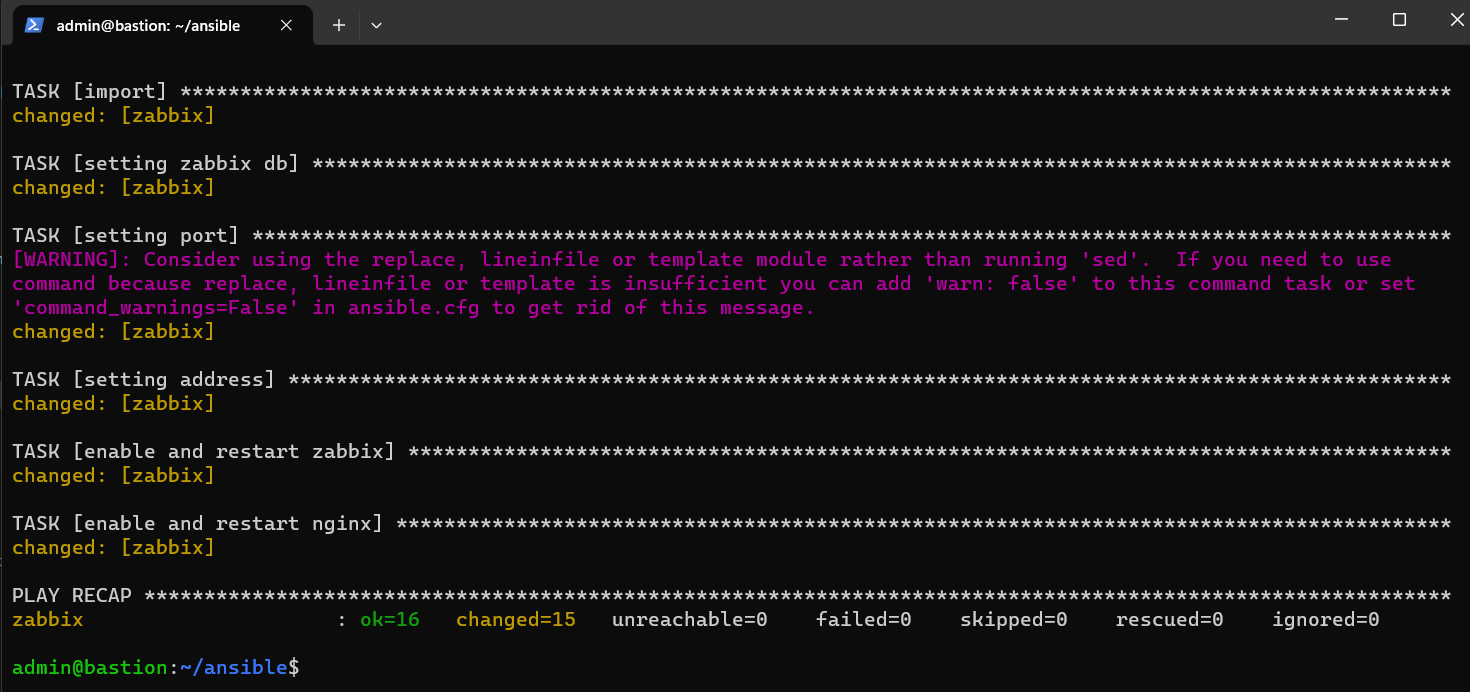 admin@bastion: ~/ansible
TASK [import] **********************************************************************************************************
changed: [zabbix]
TASK [setting zabbix db] ***********************************************************************************************
changed: [zabbix]
TASK [setting port] ****************************************************************************************************
[WARNING]: Consider using the replace, lineinfile or template module rather than running 'sed'.  If you need to use
command because replace, lineinfile or template is insufficient you can add 'warn: false' to this command task or set
'command_warnings=False' in ansible.cfg to get rid of this message.
changed: [zabbix]
TASK [setting address] *************************************************************************************************
changed: [zabbix]
TASK [enable and restart zabbix] ***************************************************************************************
changed: [zabbix]
TASK [enable and restart nginx] ****************************************************************************************
changed: [zabbix]
PLAY RECAP *************************************************************************************************************
zabbix                     : ok=16   changed=15   unreachable=0    failed=0    skipped=0    rescued=0    ignored=0
admin@bastion:~/ansible$